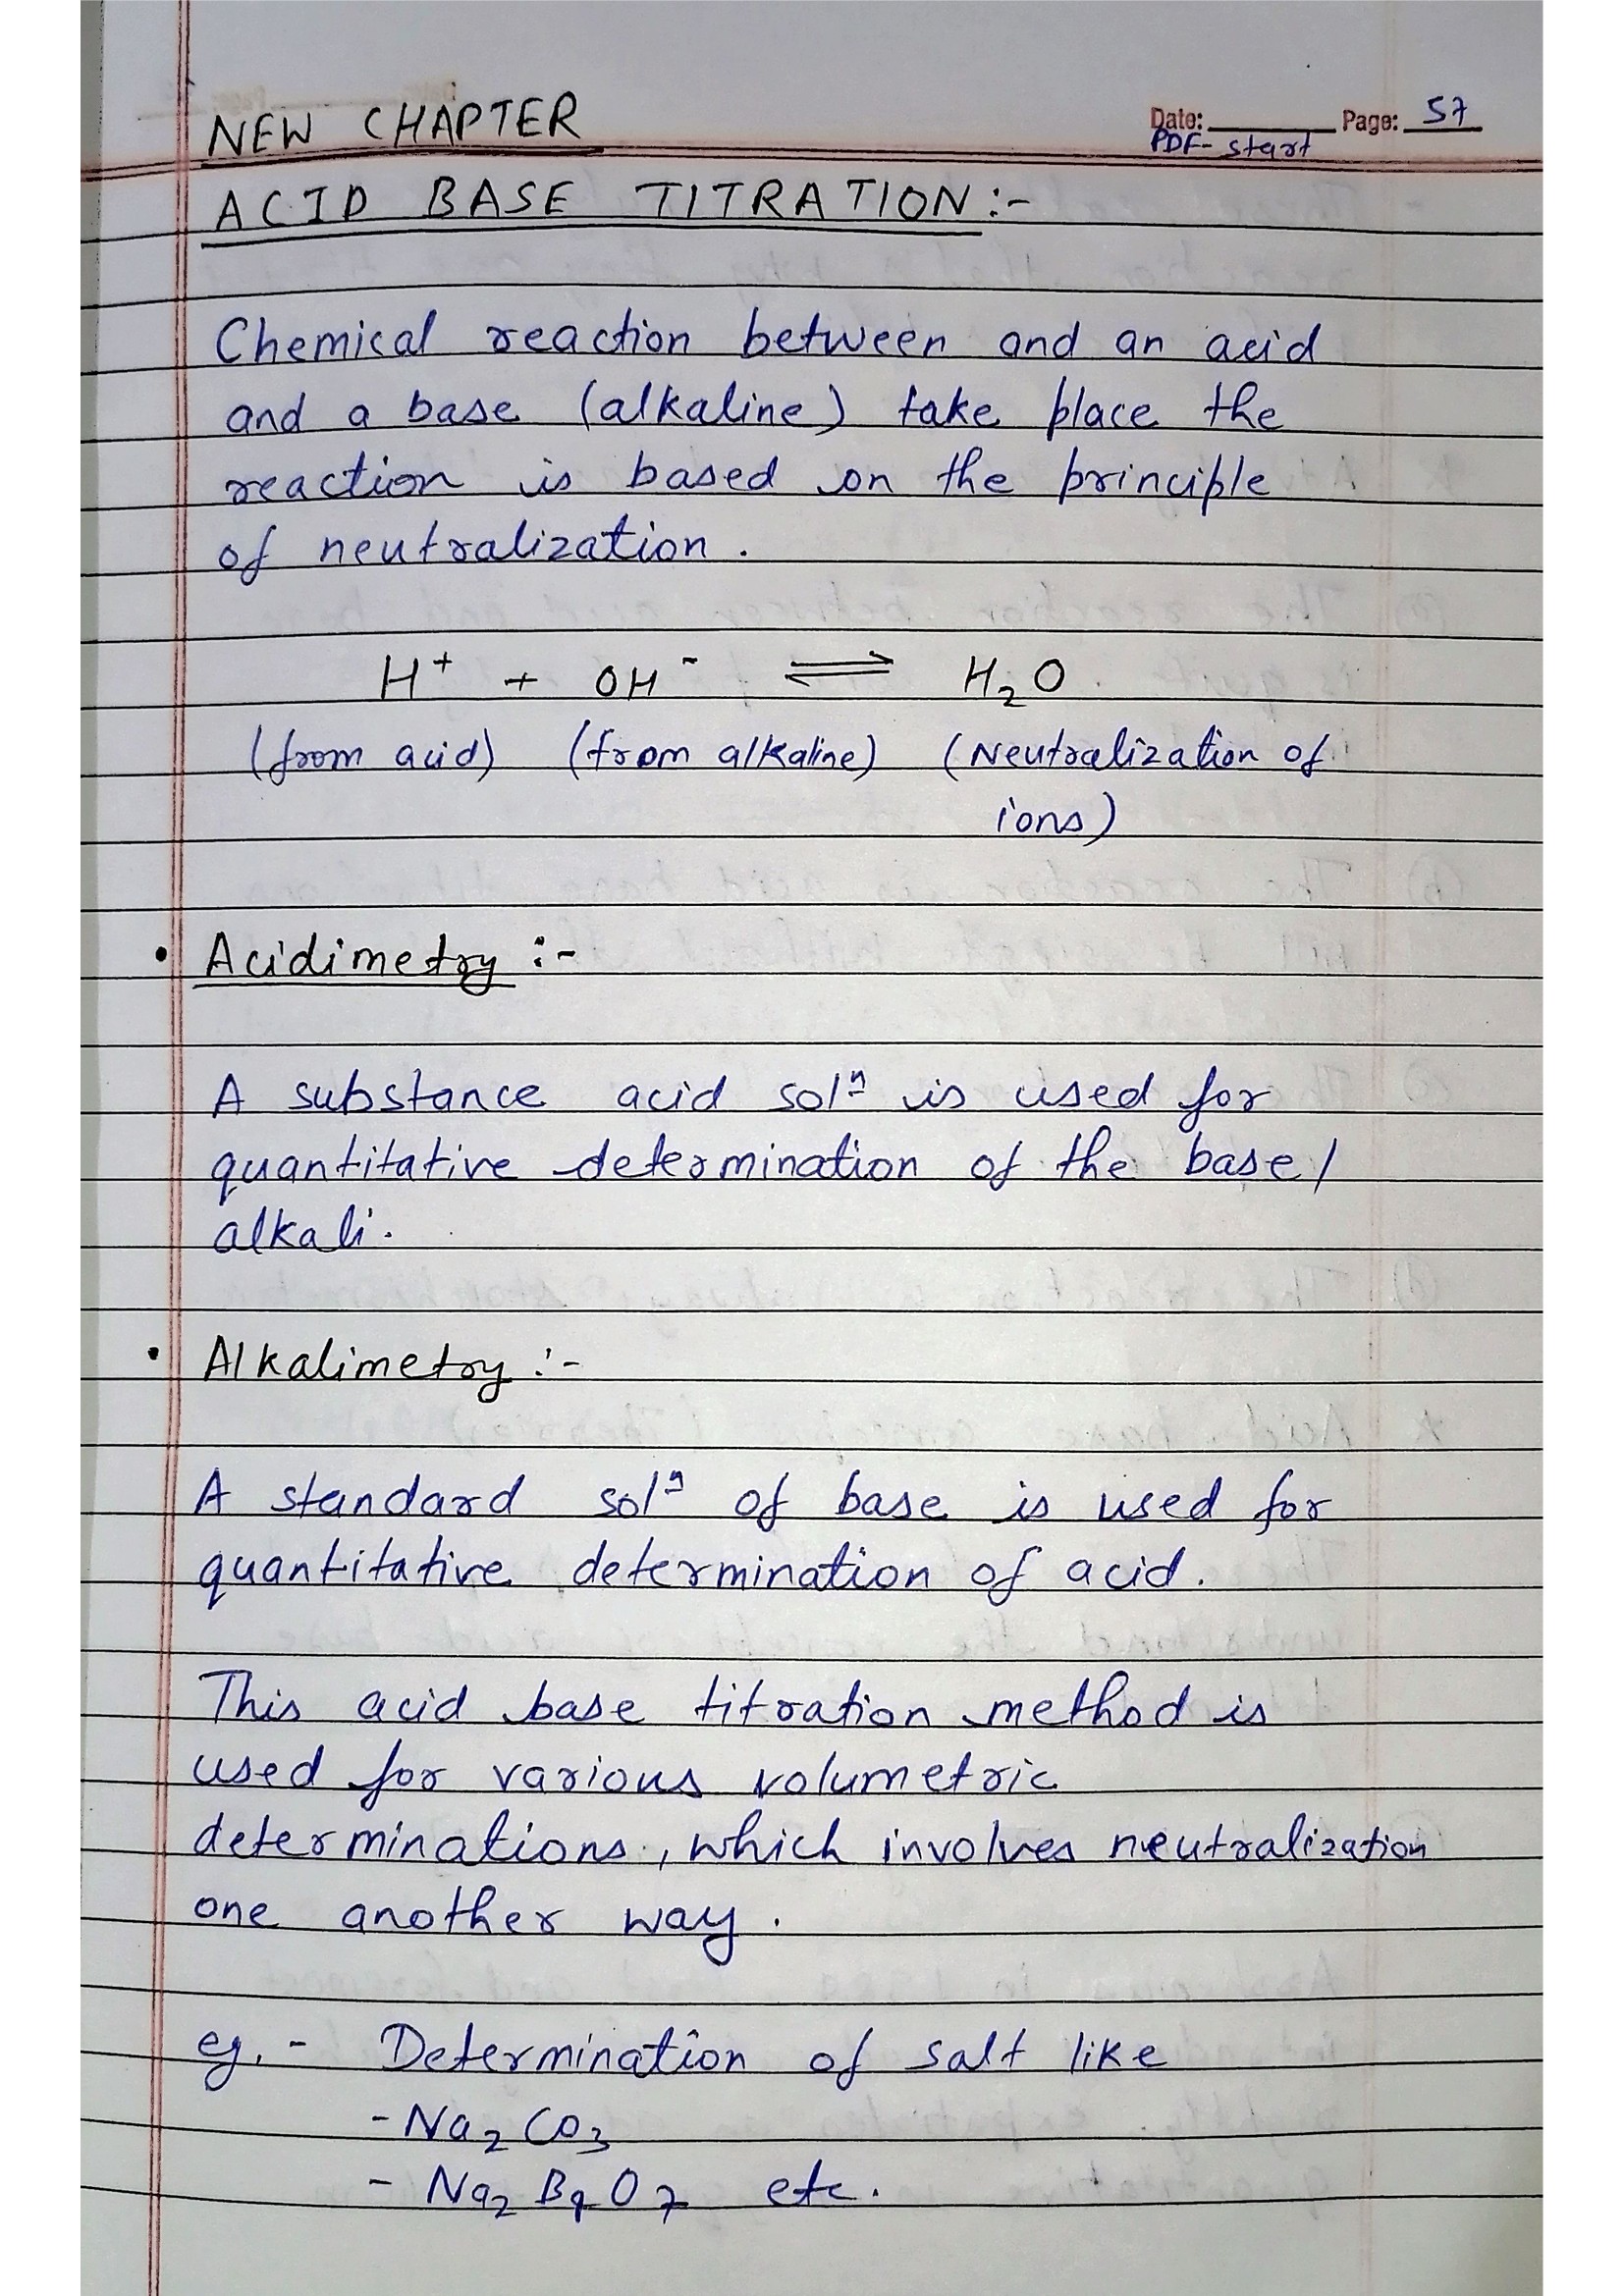 NEW CHAPTER
Date: Page: 57
PDF- start
ACID BASE TITRATION:-
Chemical reaction between and an acid
and a base (alkaline) take place the
reaction is based on the principle
of neutralization.
H⁺ + OH⁻ ⇌ H₂O
(from acid) (from alkaline) (Neutralization of
ions)
• Acidimetry :-
A substance acid solⁿ is used for
quantitative determination of the base/
alkali.
• Alkalimetry :-
A standard solⁿ of base is used for
quantitative determination of acid.
This acid base titration method is
used for various volumetric
determinations, which involves neutralization
one another way.
eg. - Determination of salt like
- Na₂CO₃
- Na₂B₄O₇ etc.